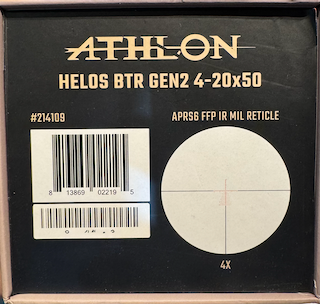 ATHLON
HELOS BTR GEN2 4-20x50
#214109
APRS6 FFP IR MIL RETICLE
8 13869 02219 5
4X